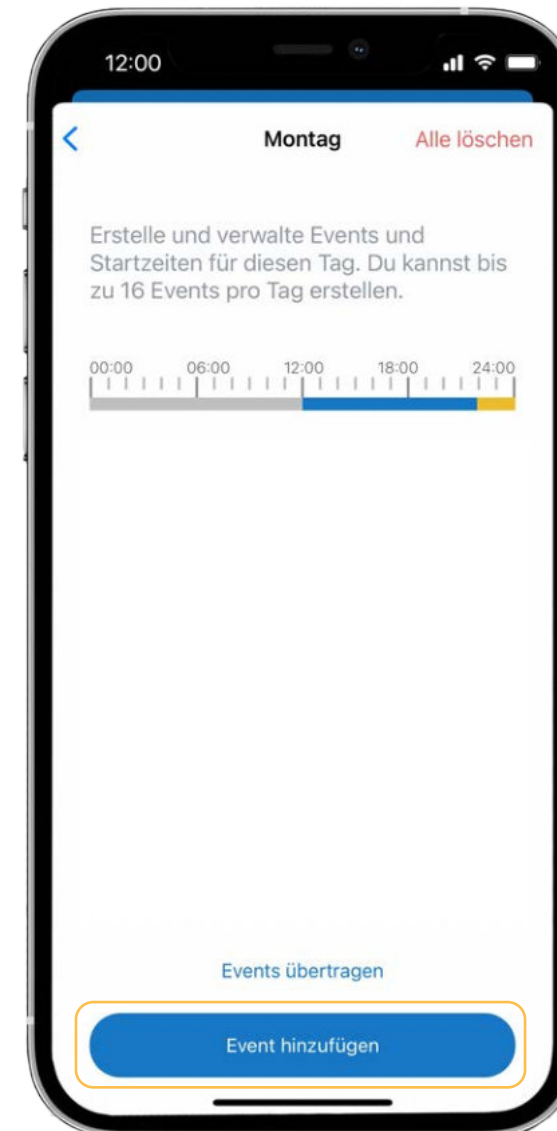 12:00
Montag
Alle löschen
Erstelle und verwalte Events und
Startzeiten für diesen Tag. Du kannst bis
zu 16 Events pro Tag erstellen.
00:00 06:00 12:00 18:00 24:00
Events übertragen
Event hinzufügen